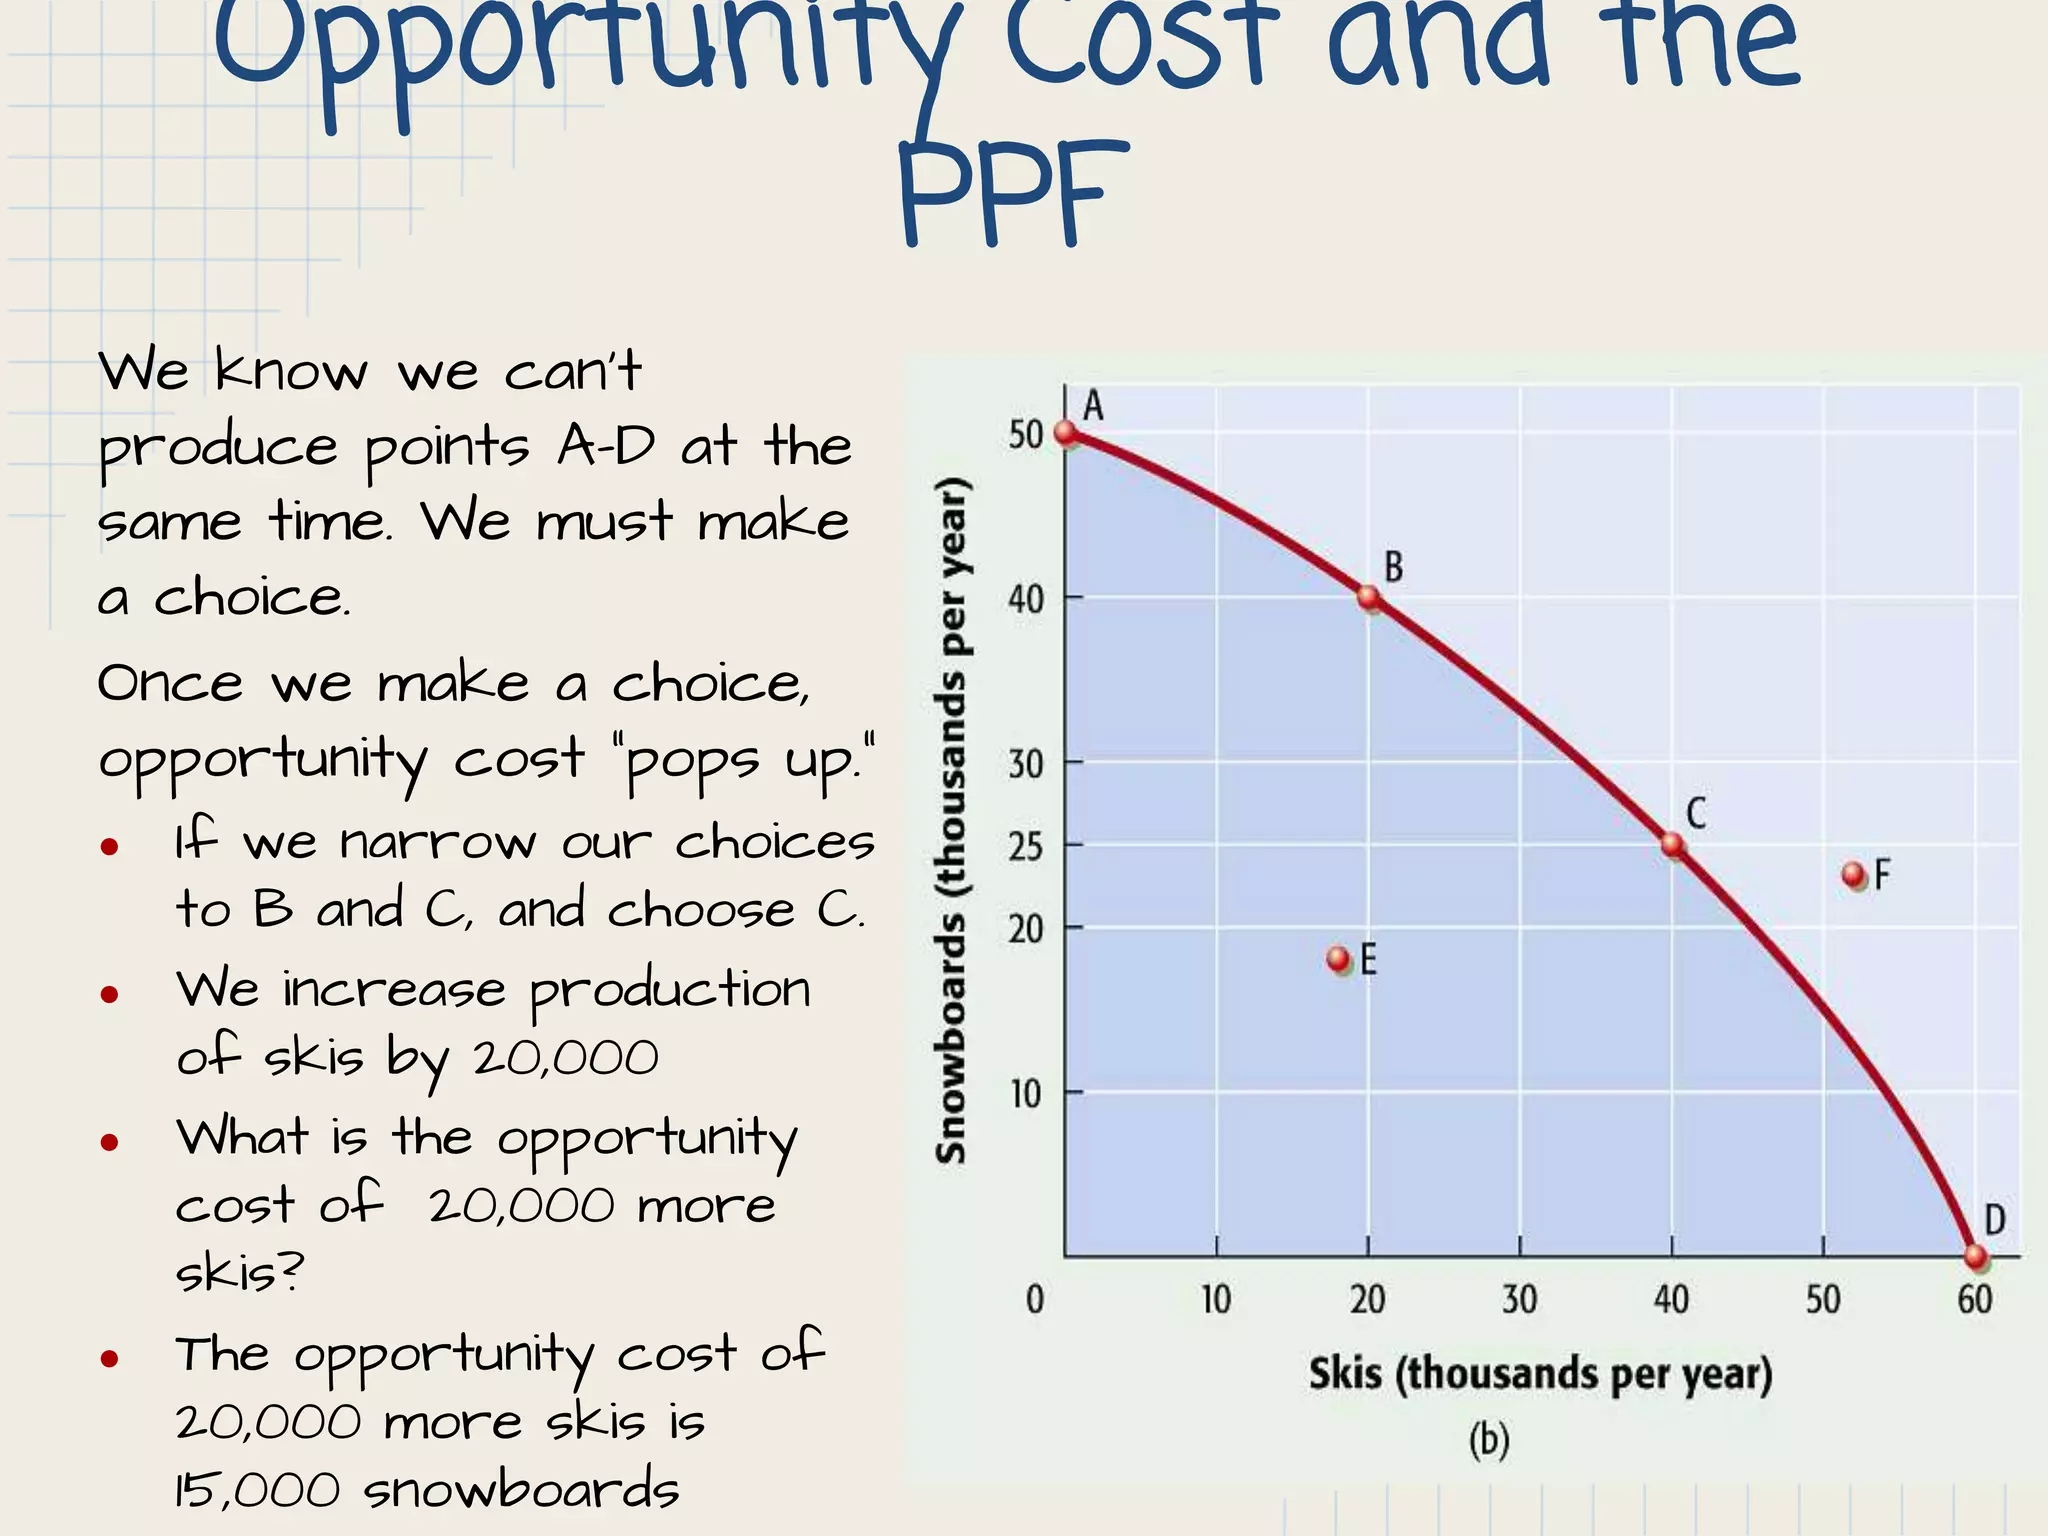 Opportunity Cost and the
PPF
We know we can't
produce points A-D at the
same time. We must make
a choice.
Once we make a choice,
opportunity cost "pops up."
• If we narrow our choices
to B and C, and choose C.
• We increase production
of skis by 20,000
• What is the opportunity
cost of 20,000 more
skis?
• The opportunity cost of
20,000 more skis is
15,000 snowboards
Snowboards (thousands per year)
50
40
30
25
20
10
A
B
C
F
E
D
0 10 20 30 40 50 60
Skis (thousands per year)
(b)